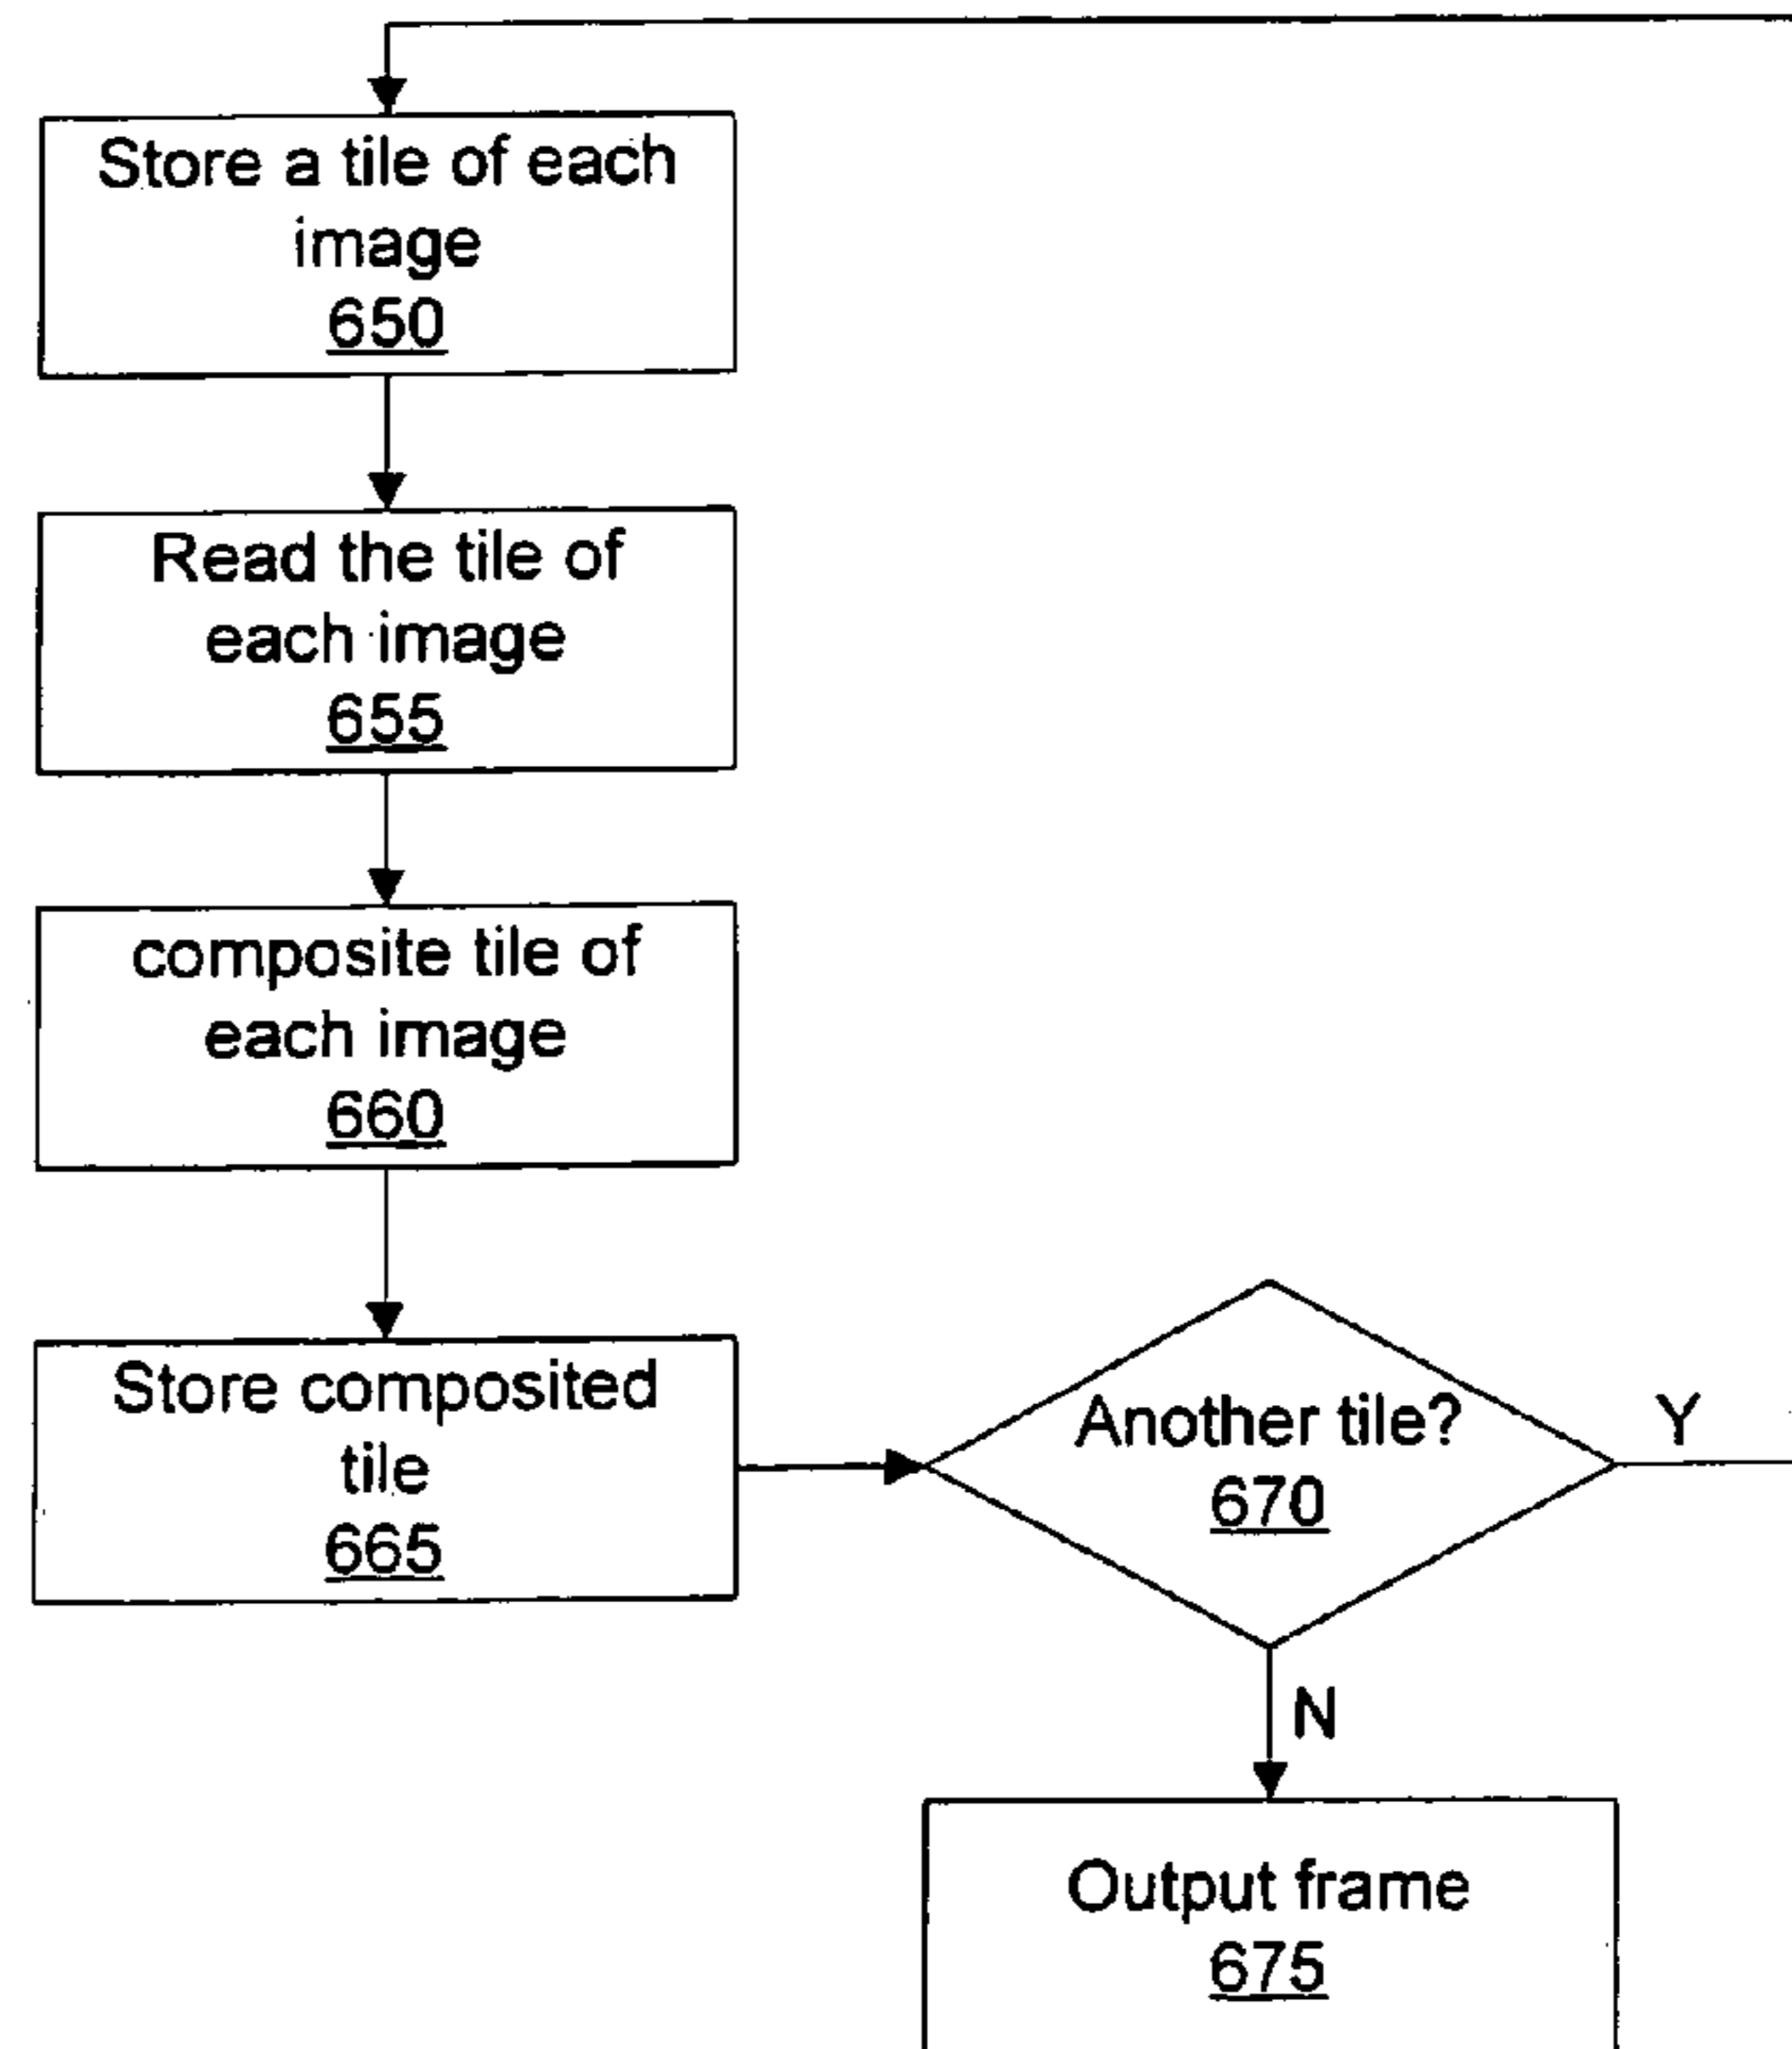 Store a tile of each
image
650
Read the tile of
each image
655
composite tile of
each image
660
Store composited
tile
665
Another tile?
670
Y
N
Output frame
675